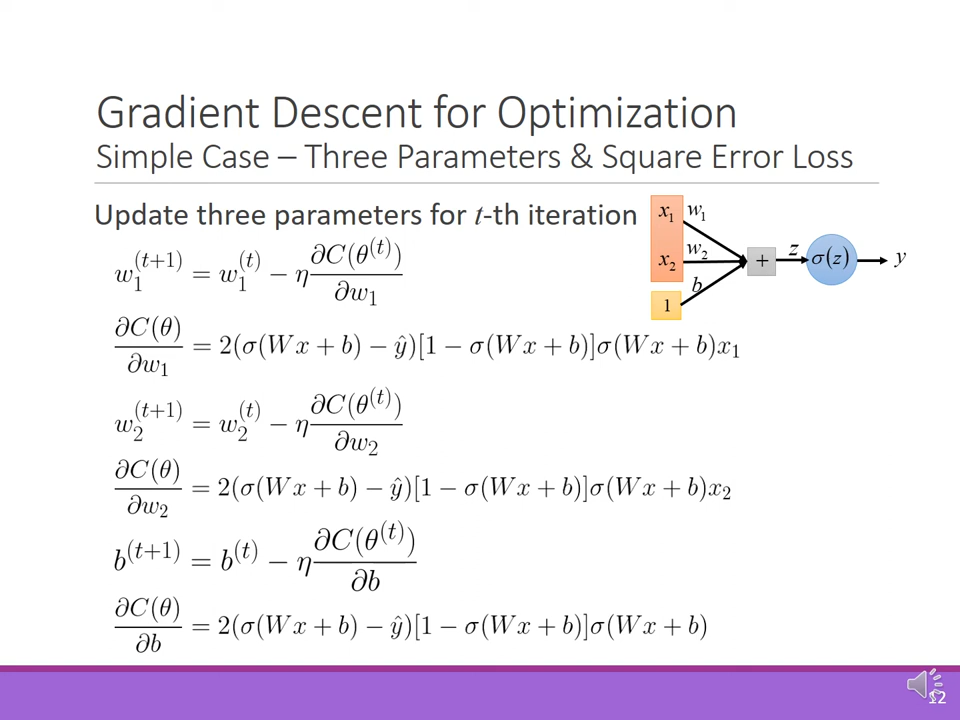 Gradient Descent for Optimization
Simple Case – Three Parameters & Square Error Loss
Update three parameters for t-th iteration
x₁ w₁
x₂ w₂
1 b
+ z σ(z) y
w₁^(t+1) = w₁^(t) − η ∂C(θ^(t))/∂w₁
∂C(θ)/∂w₁ = 2(σ(Wx + b) − ŷ)[1 − σ(Wx + b)]σ(Wx + b)x₁
w₂^(t+1) = w₂^(t) − η ∂C(θ^(t))/∂w₂
∂C(θ)/∂w₂ = 2(σ(Wx + b) − ŷ)[1 − σ(Wx + b)]σ(Wx + b)x₂
b^(t+1) = b^(t) − η ∂C(θ^(t))/∂b
∂C(θ)/∂b = 2(σ(Wx + b) − ŷ)[1 − σ(Wx + b)]σ(Wx + b)
12